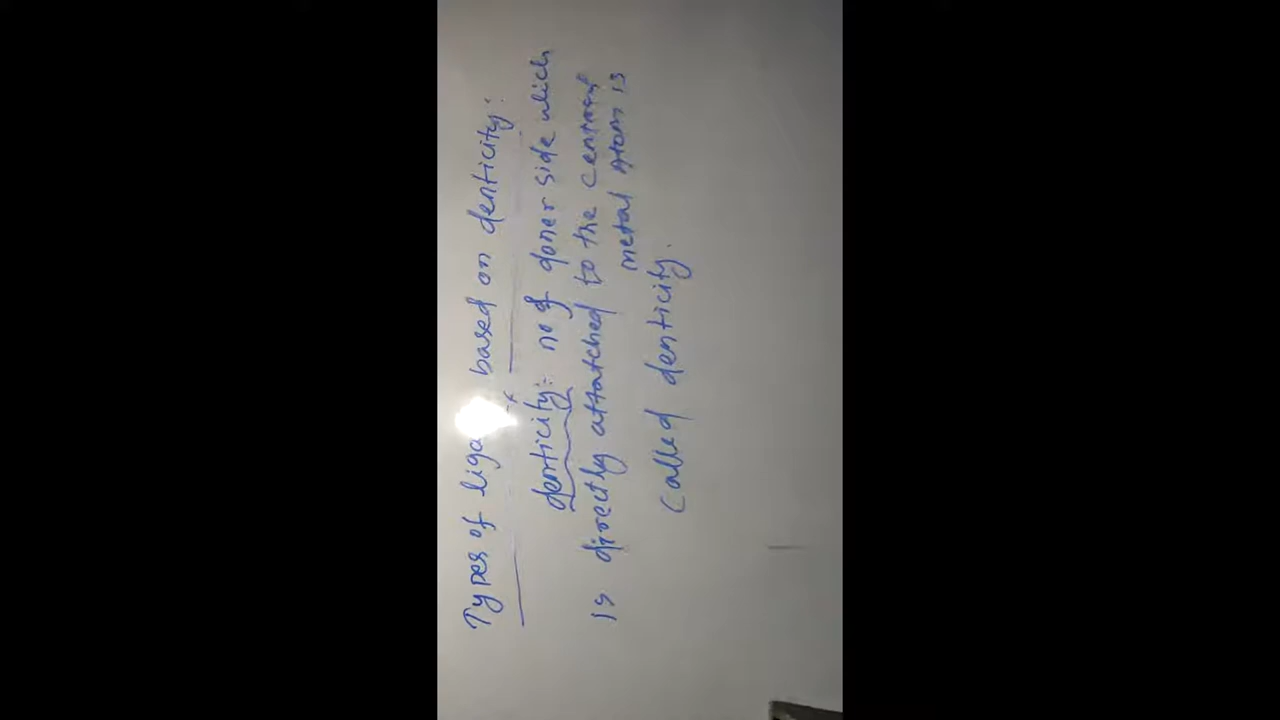 Types of liga based on denticity:
denticity: no of doner side which
is directly attatched to the central
metal Atom is
called denticity.